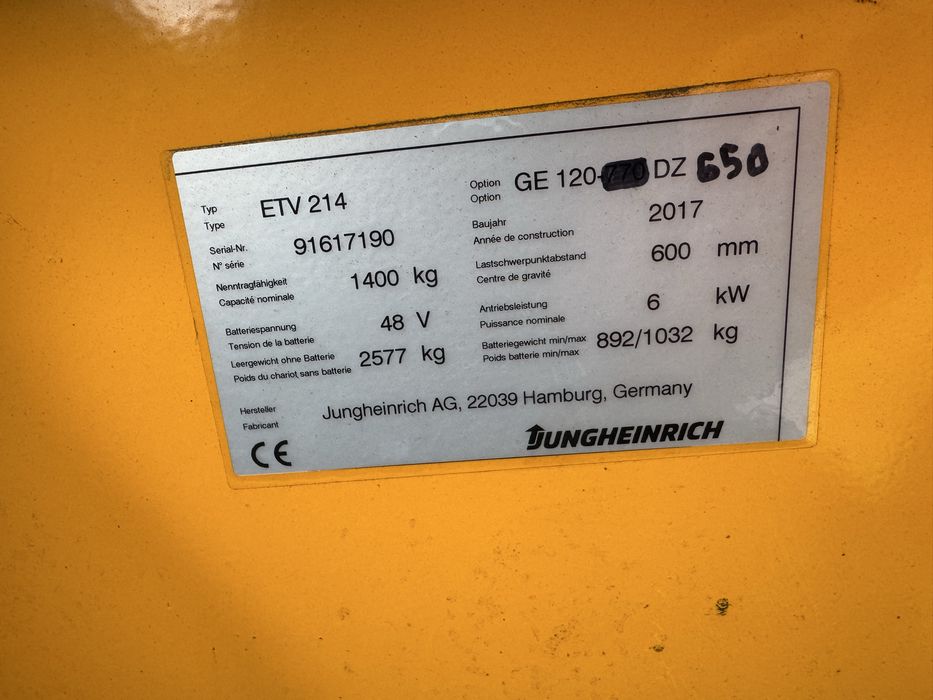 Typ
Type
ETV 214
Option
Option
GE 120-770 DZ 650
Serial-Nr.
N° série
91617190
Baujahr
Année de construction
2017
Nenntragfähigkeit
Capacité nominale
1400 kg
Lastschwerpunktabstand
Centre de gravité
600 mm
Batteriespannung
Tension de la batterie
48 V
Antriebsleistung
Puissance nominale
6 kW
Leergewicht ohne Batterie
Poids du chariot sans batterie
2577 kg
Batteriegewicht min/max
Poids batterie min/max
892/1032 kg
Hersteller
Fabricant
Jungheinrich AG, 22039 Hamburg, Germany
CE
JUNGHEINRICH